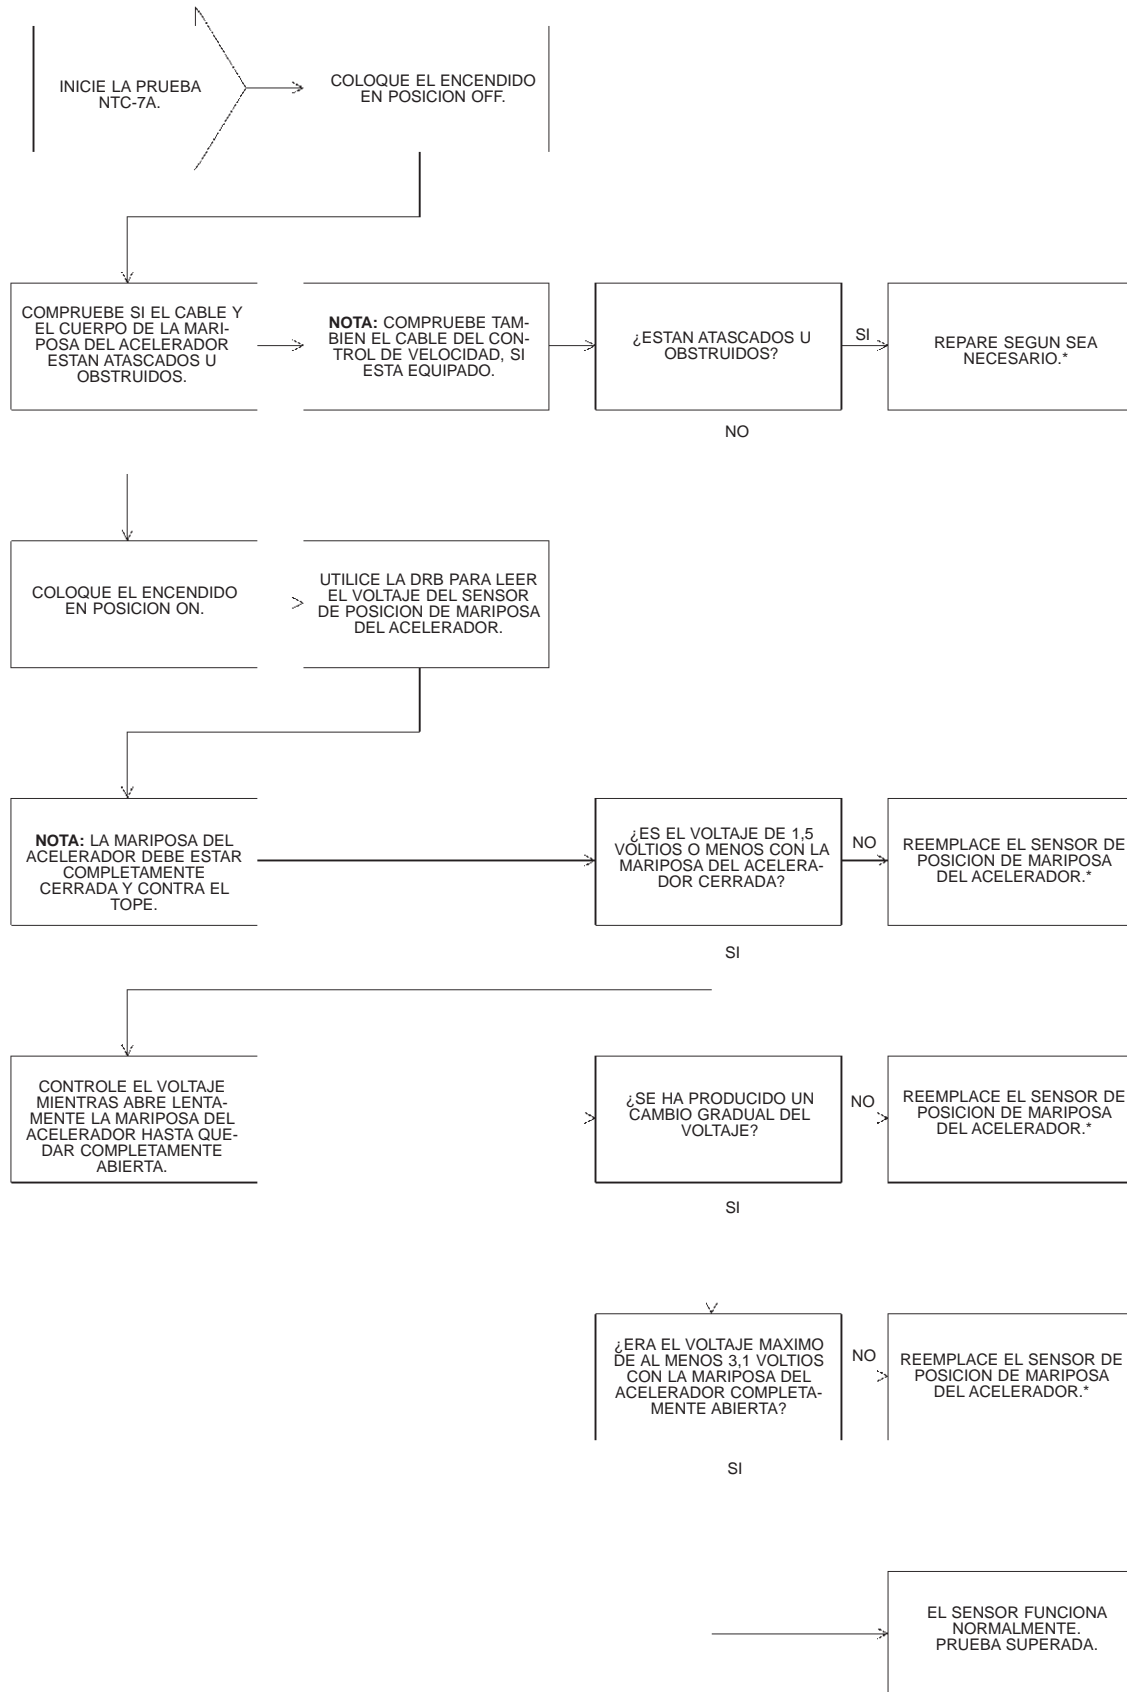 INICIE LA PRUEBA
NTC-7A.
COLOQUE EL ENCENDIDO
EN POSICION OFF.
COMPRUEBE SI EL CABLE Y
EL CUERPO DE LA MARI-
POSA DEL ACELERADOR
ESTAN ATASCADOS U
OBSTRUIDOS.
NOTA: COMPRUEBE TAM-
BIEN EL CABLE DEL CON-
TROL DE VELOCIDAD, SI
ESTA EQUIPADO.
¿ESTAN ATASCADOS U
OBSTRUIDOS?
SI
REPARE SEGUN SEA
NECESARIO.*
NO
COLOQUE EL ENCENDIDO
EN POSICION ON.
UTILICE LA DRB PARA LEER
EL VOLTAJE DEL SENSOR
DE POSICION DE MARIPOSA
DEL ACELERADOR.
NOTA: LA MARIPOSA DEL
ACELERADOR DEBE ESTAR
COMPLETAMENTE
CERRADA Y CONTRA EL
TOPE.
¿ES EL VOLTAJE DE 1,5
VOLTIOS O MENOS CON LA
MARIPOSA DEL ACELERA-
DOR CERRADA?
NO
REEMPLACE EL SENSOR DE
POSICION DE MARIPOSA
DEL ACELERADOR.*
SI
CONTROLE EL VOLTAJE
MIENTRAS ABRE LENTA-
MENTE LA MARIPOSA DEL
ACELERADOR HASTA QUE-
DAR COMPLETAMENTE
ABIERTA.
¿SE HA PRODUCIDO UN
CAMBIO GRADUAL DEL
VOLTAJE?
NO
REEMPLACE EL SENSOR DE
POSICION DE MARIPOSA
DEL ACELERADOR.*
SI
¿ERA EL VOLTAJE MAXIMO
DE AL MENOS 3,1 VOLTIOS
CON LA MARIPOSA DEL
ACELERADOR COMPLETA-
MENTE ABIERTA?
NO
REEMPLACE EL SENSOR DE
POSICION DE MARIPOSA
DEL ACELERADOR.*
SI
EL SENSOR FUNCIONA
NORMALMENTE.
PRUEBA SUPERADA.